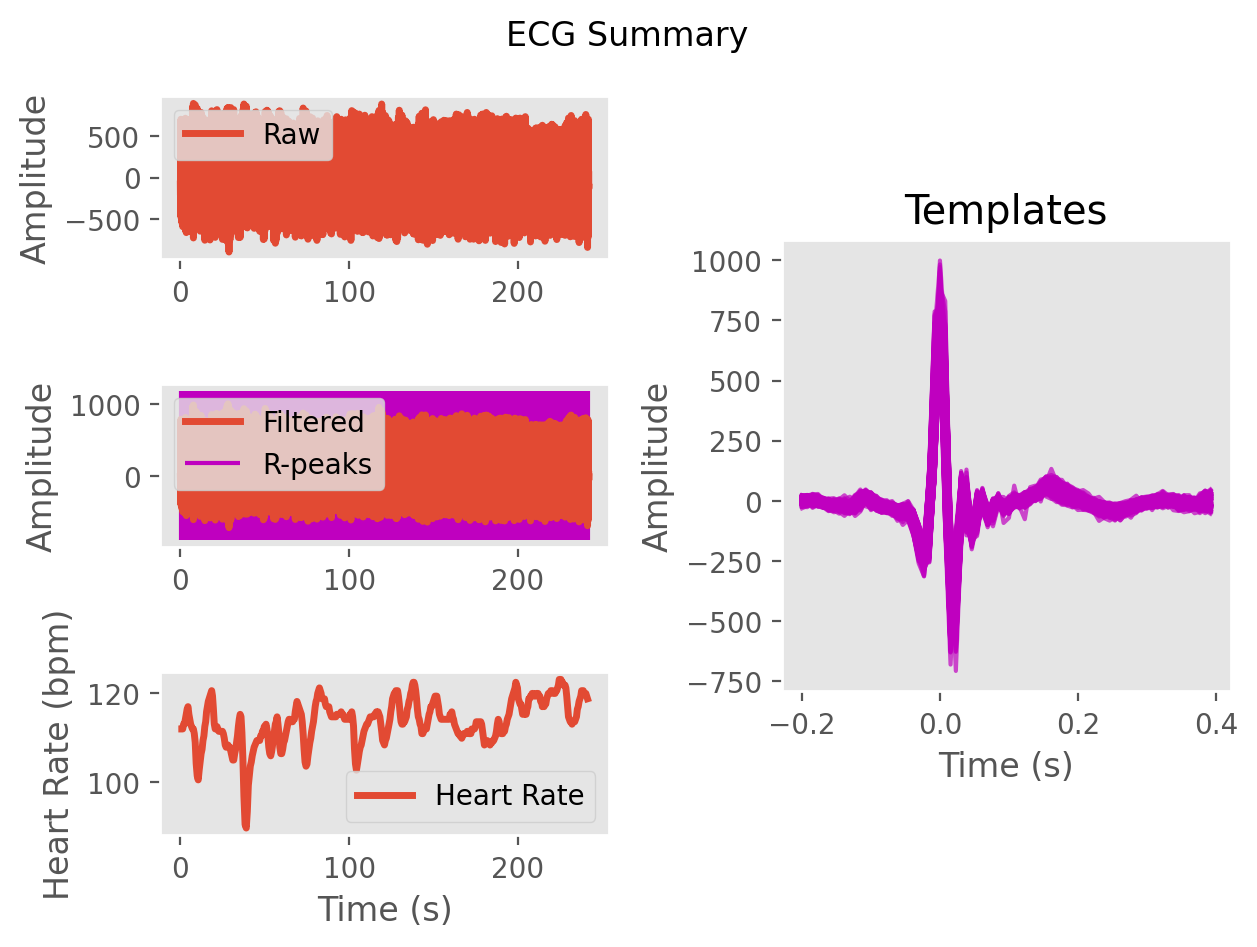 ECG Summary
Amplitude
500
0
−500
Raw
0 100 200
Amplitude
1000
0
Filtered
R-peaks
0 100 200
Heart Rate (bpm)
120
100
Heart Rate
0 100 200
Time (s)
Templates
Amplitude
1000
750
500
250
0
−250
−500
−750
−0.2 0.0 0.2 0.4
Time (s)